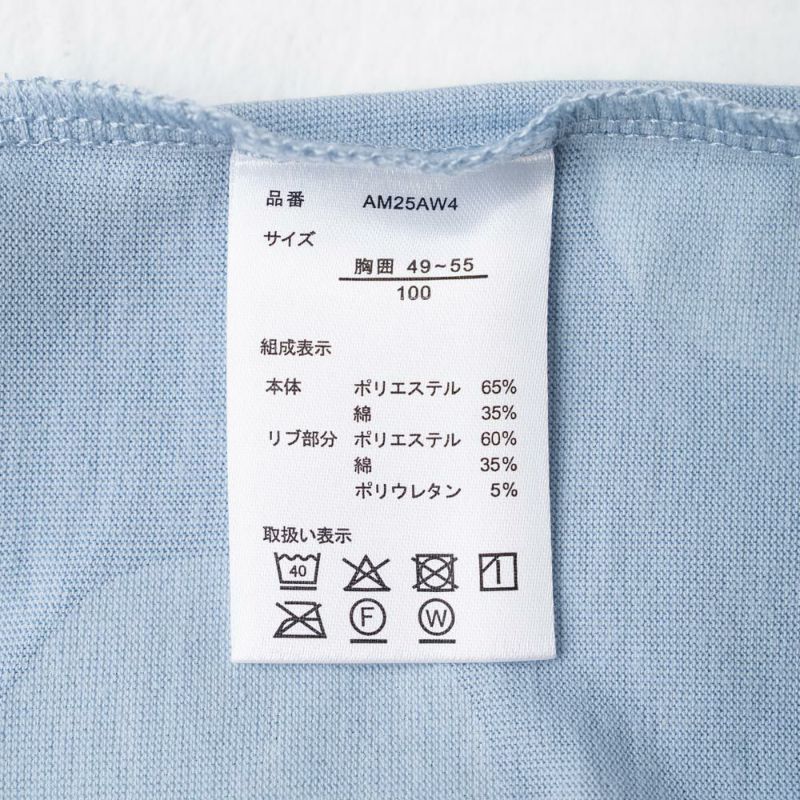 品番 AM25AW4
サイズ
胸囲 49~55
100
組成表示
本体 ポリエステル 65%
綿 35%
リブ部分 ポリエステル 60%
綿 35%
ポリウレタン 5%
取扱い表示
40
F W